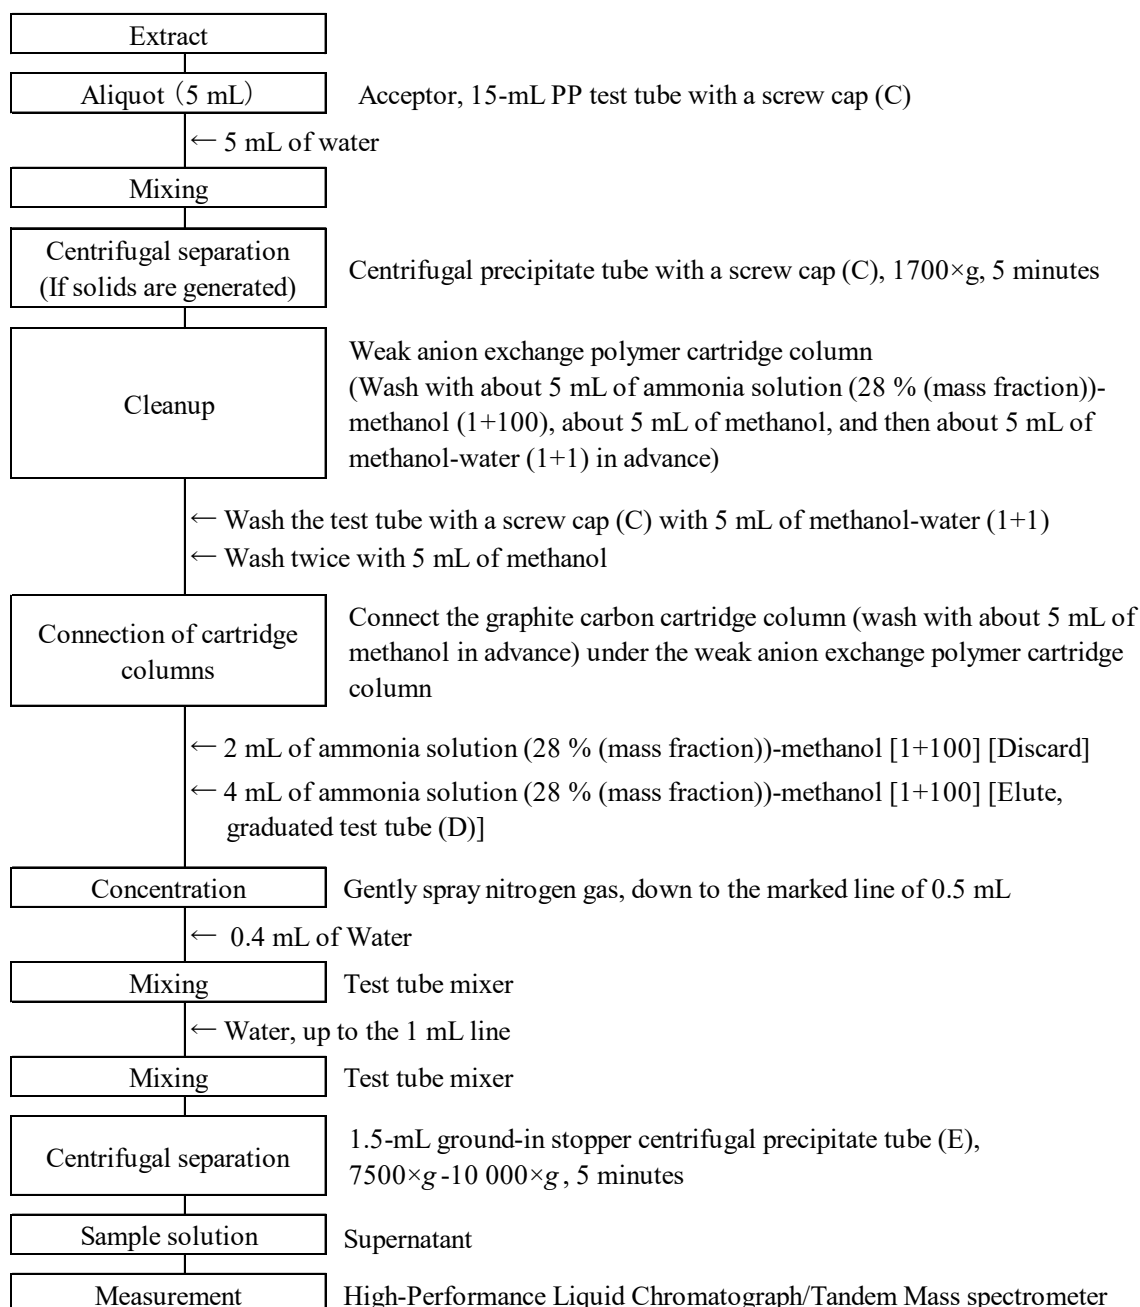 Extract
Aliquot（5 mL） Acceptor, 15-mL PP test tube with a screw cap (C)
← 5 mL of water
Mixing
Centrifugal separation
(If solids are generated)
Centrifugal precipitate tube with a screw cap (C), 1700×g, 5 minutes
Cleanup
Weak anion exchange polymer cartridge column
(Wash with about 5 mL of ammonia solution (28 % (mass fraction))-
methanol (1+100), about 5 mL of methanol, and then about 5 mL of
methanol-water (1+1) in advance)
← Wash the test tube with a screw cap (C) with 5 mL of methanol-water (1+1)
← Wash twice with 5 mL of methanol
Connection of cartridge
columns
Connect the graphite carbon cartridge column (wash with about 5 mL of
methanol in advance) under the weak anion exchange polymer cartridge
column
← 2 mL of ammonia solution (28 % (mass fraction))-methanol [1+100] [Discard]
← 4 mL of ammonia solution (28 % (mass fraction))-methanol [1+100] [Elute,
graduated test tube (D)]
Concentration Gently spray nitrogen gas, down to the marked line of 0.5 mL
← 0.4 mL of Water
Mixing Test tube mixer
← Water, up to the 1 mL line
Mixing Test tube mixer
Centrifugal separation
1.5-mL ground-in stopper centrifugal precipitate tube (E),
7500×g -10 000×g , 5 minutes
Sample solution Supernatant
Measurement High-Performance Liquid Chromatograph/Tandem Mass spectrometer